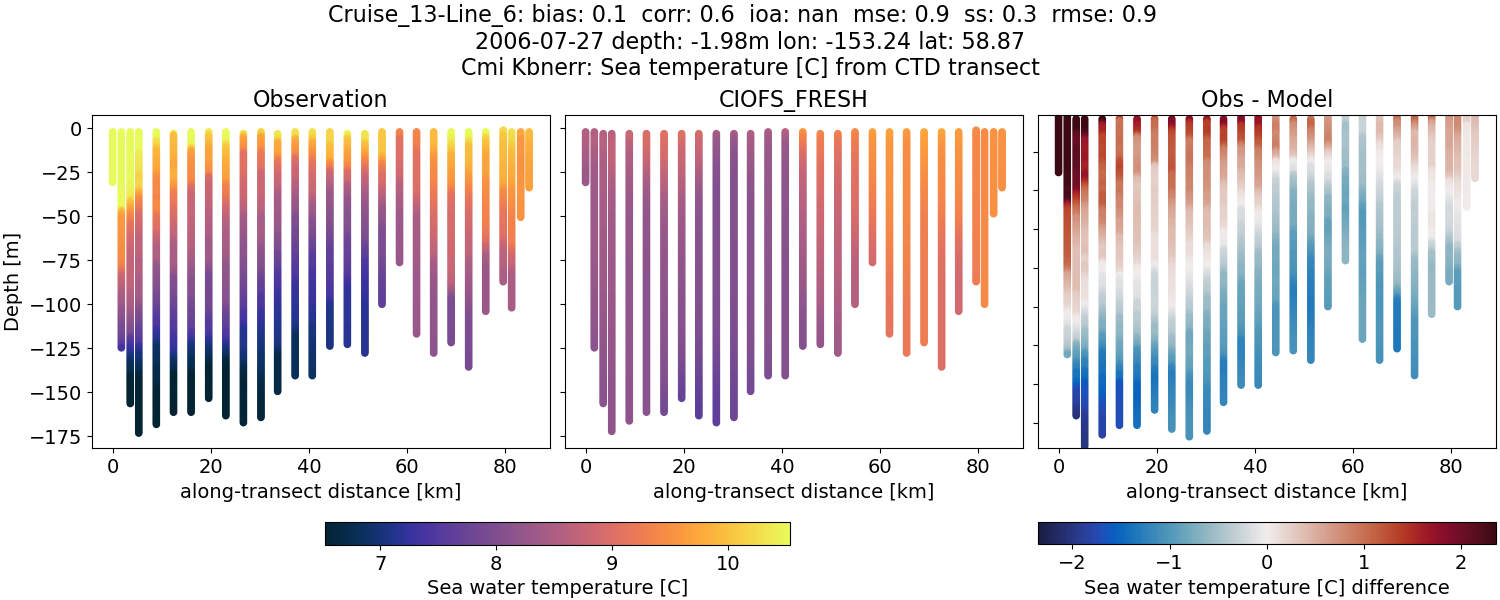 Cruise_13-Line_6: bias: 0.1  corr: 0.6  ioa: nan  mse: 0.9  ss: 0.3  rmse: 0.9
2006-07-27 depth: -1.98m lon: -153.24 lat: 58.87
Cmi Kbnerr: Sea temperature [C] from CTD transect
Observation CIOFS_FRESH Obs - Model
Depth [m]
0
−25
−50
−75
−100
−125
−150
−175
0 20 40 60 80 0 20 40 60 80 0 20 40 60 80
along-transect distance [km] along-transect distance [km] along-transect distance [km]
7 8 9 10 −2 −1 0 1 2
Sea water temperature [C] Sea water temperature [C] difference